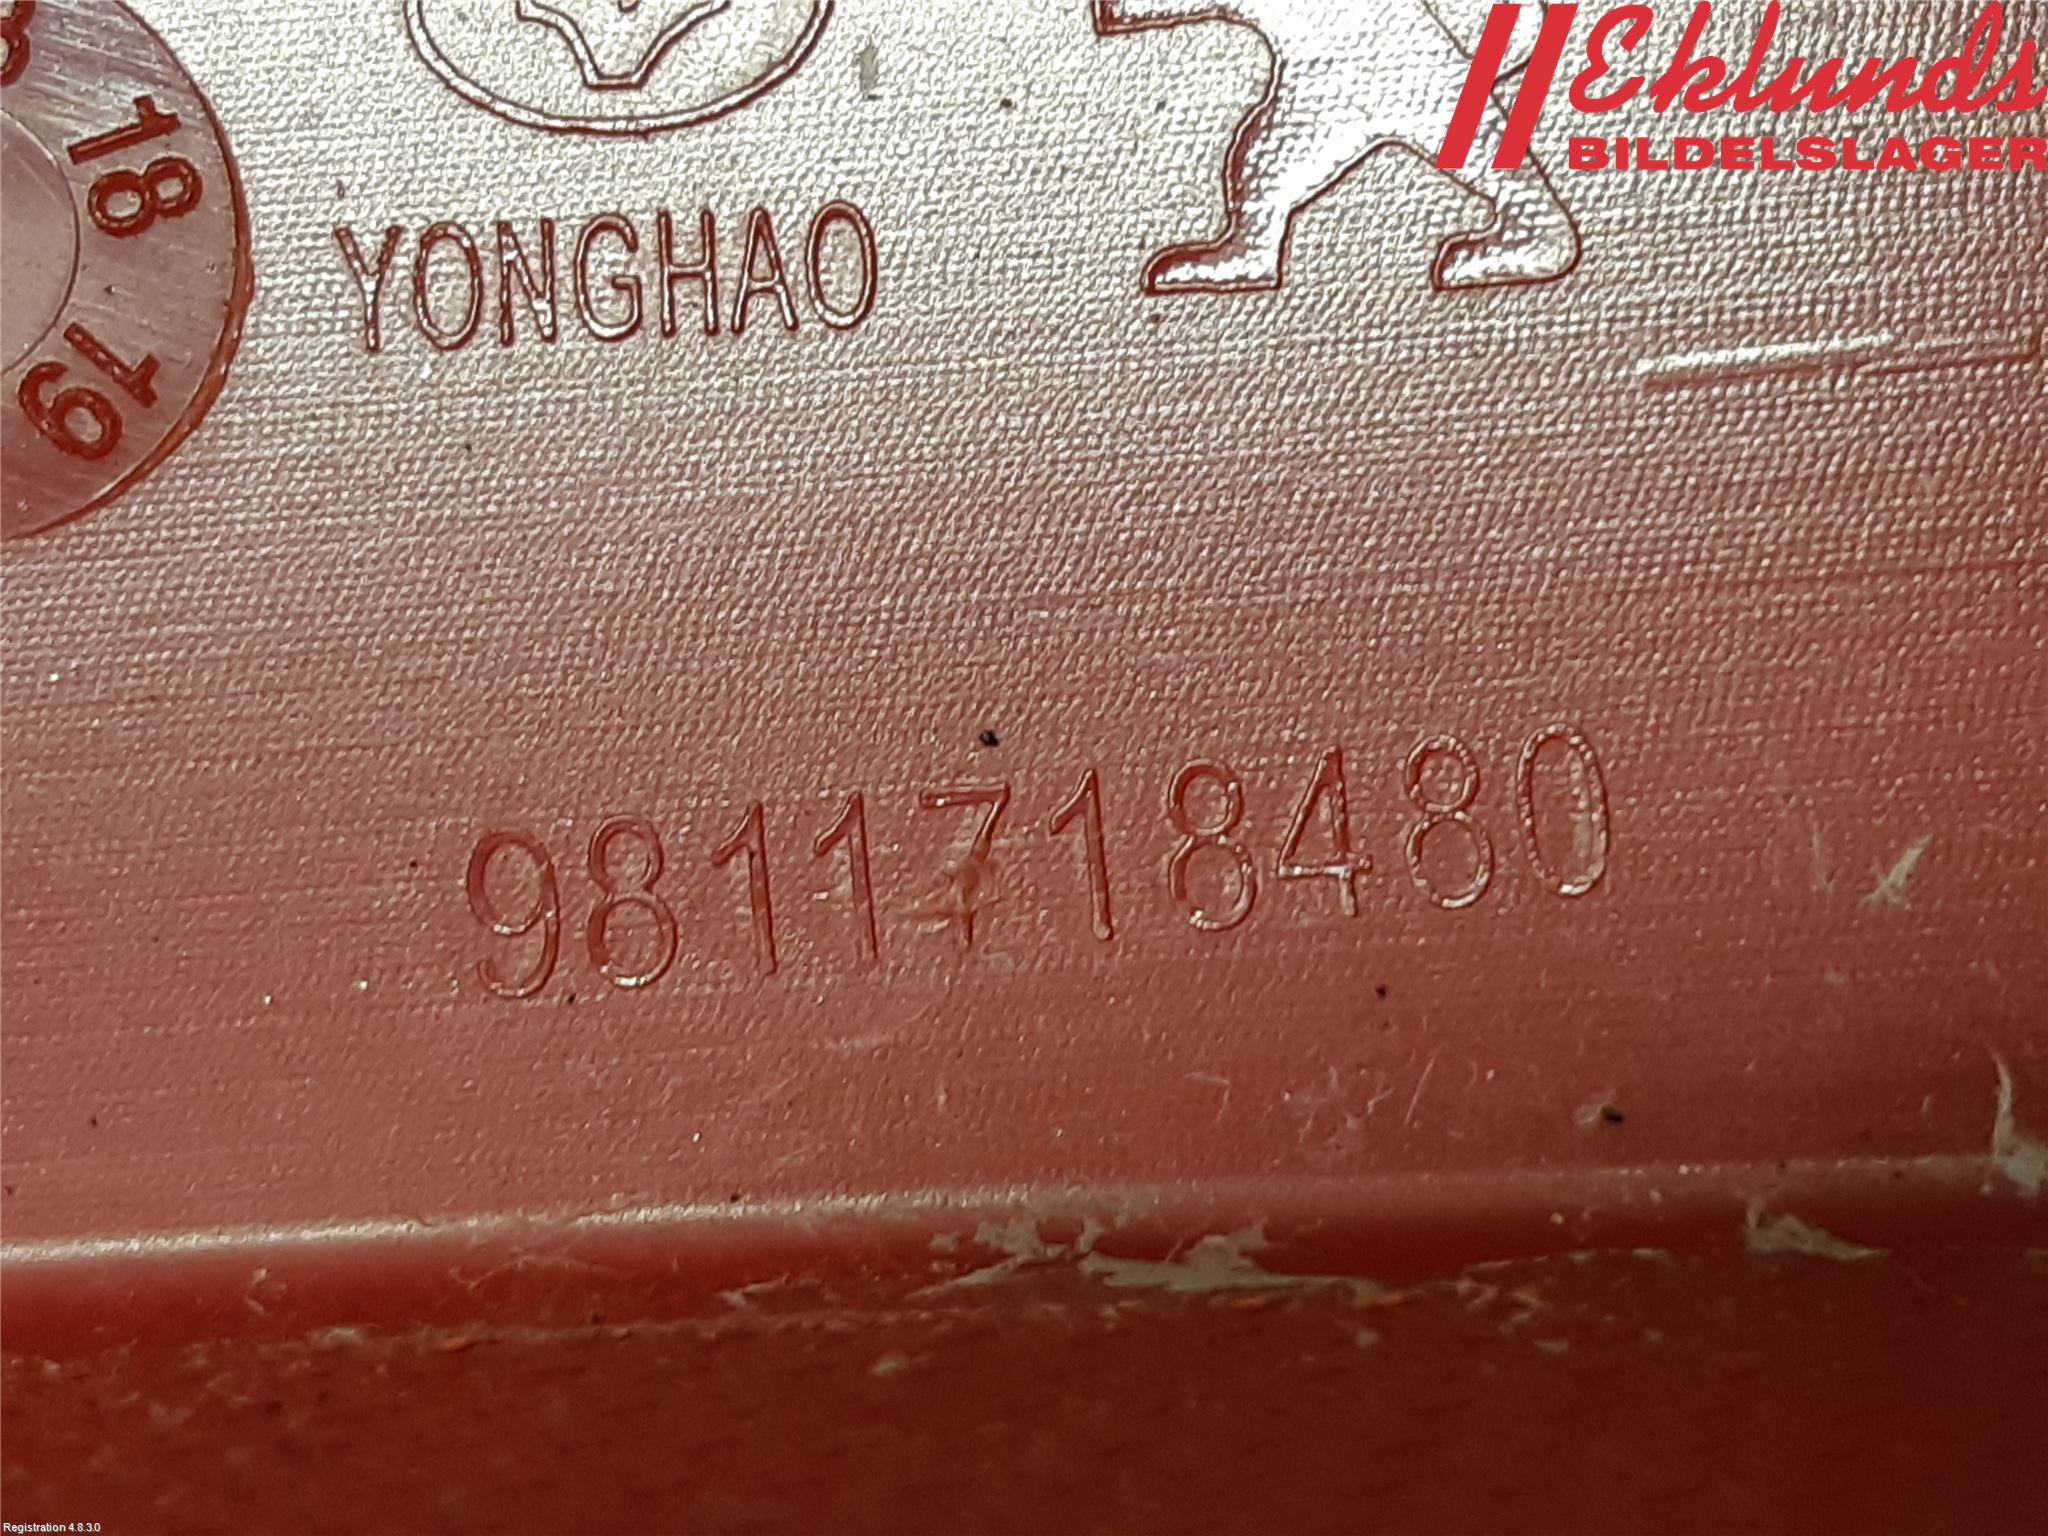 Eklunds
BILDELSLAGER
18
19
YONGHAO
9811718480
Registration 4.8.3.0